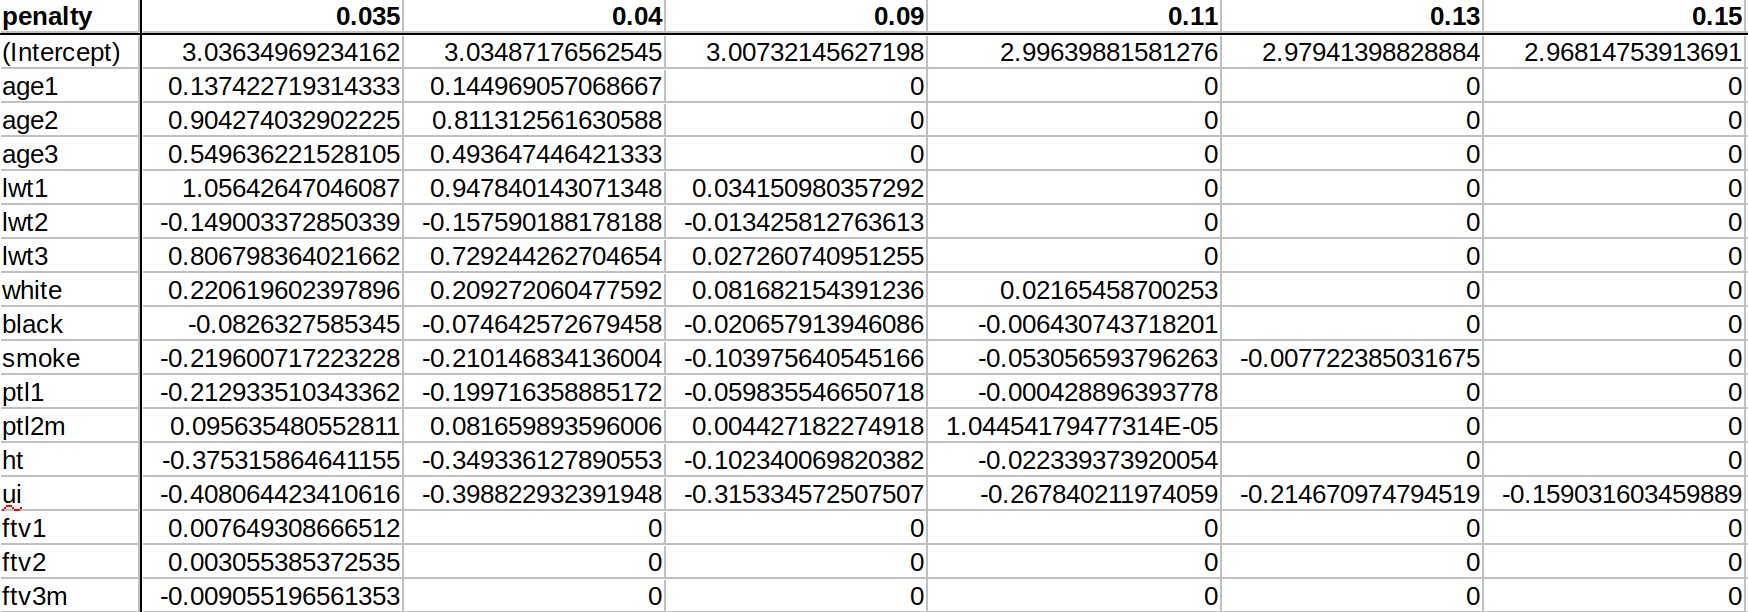 penalty 0.035 0.04 0.09 0.11 0.13 0.15
(Intercept) 3.03634969234162 3.03487176562545 3.00732145627198 2.99639881581276 2.97941398828884 2.96814753913691
age1 0.137422719314333 0.144969057068667 0 0 0 0
age2 0.904274032902225 0.811312561630588 0 0 0 0
age3 0.549636221528105 0.493647446421333 0 0 0 0
lwt1 1.05642647046087 0.947840143071348 0.034150980357292 0 0 0
lwt2 -0.149003372850339 -0.157590188178188 -0.013425812763613 0 0 0
lwt3 0.806798364021662 0.729244262704654 0.027260740951255 0 0 0
white 0.220619602397896 0.209272060477592 0.081682154391236 0.02165458700253 0 0
black -0.0826327585345 -0.074642572679458 -0.020657913946086 -0.006430743718201 0 0
smoke -0.219600717223228 -0.210146834136004 -0.103975640545166 -0.053056593796263 -0.007722385031675 0
ptl1 -0.212933510343362 -0.199716358885172 -0.059835546650718 -0.000428896393778 0 0
ptl2m 0.095635480552811 0.081659893596006 0.004427182274918 1.04454179477314E-05 0 0
ht -0.375315864641155 -0.349336127890553 -0.102340069820382 -0.022339373920054 0 0
ui -0.408064423410616 -0.398822932391948 -0.315334572507507 -0.267840211974059 -0.214670974794519 -0.159031603459889
ftv1 0.007649308666512 0 0 0 0 0
ftv2 0.003055385372535 0 0 0 0 0
ftv3m -0.009055196561353 0 0 0 0 0